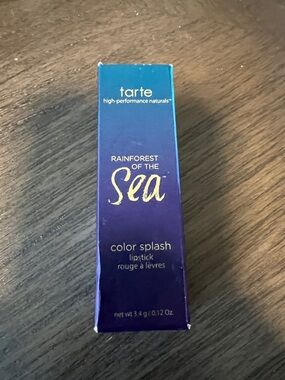 tarte
high-performance naturals™
RAINFOREST
OF THE
Sea™
color splash
lipstick
rouge à lèvres
net wt 3.4 g / 0.12 Oz.